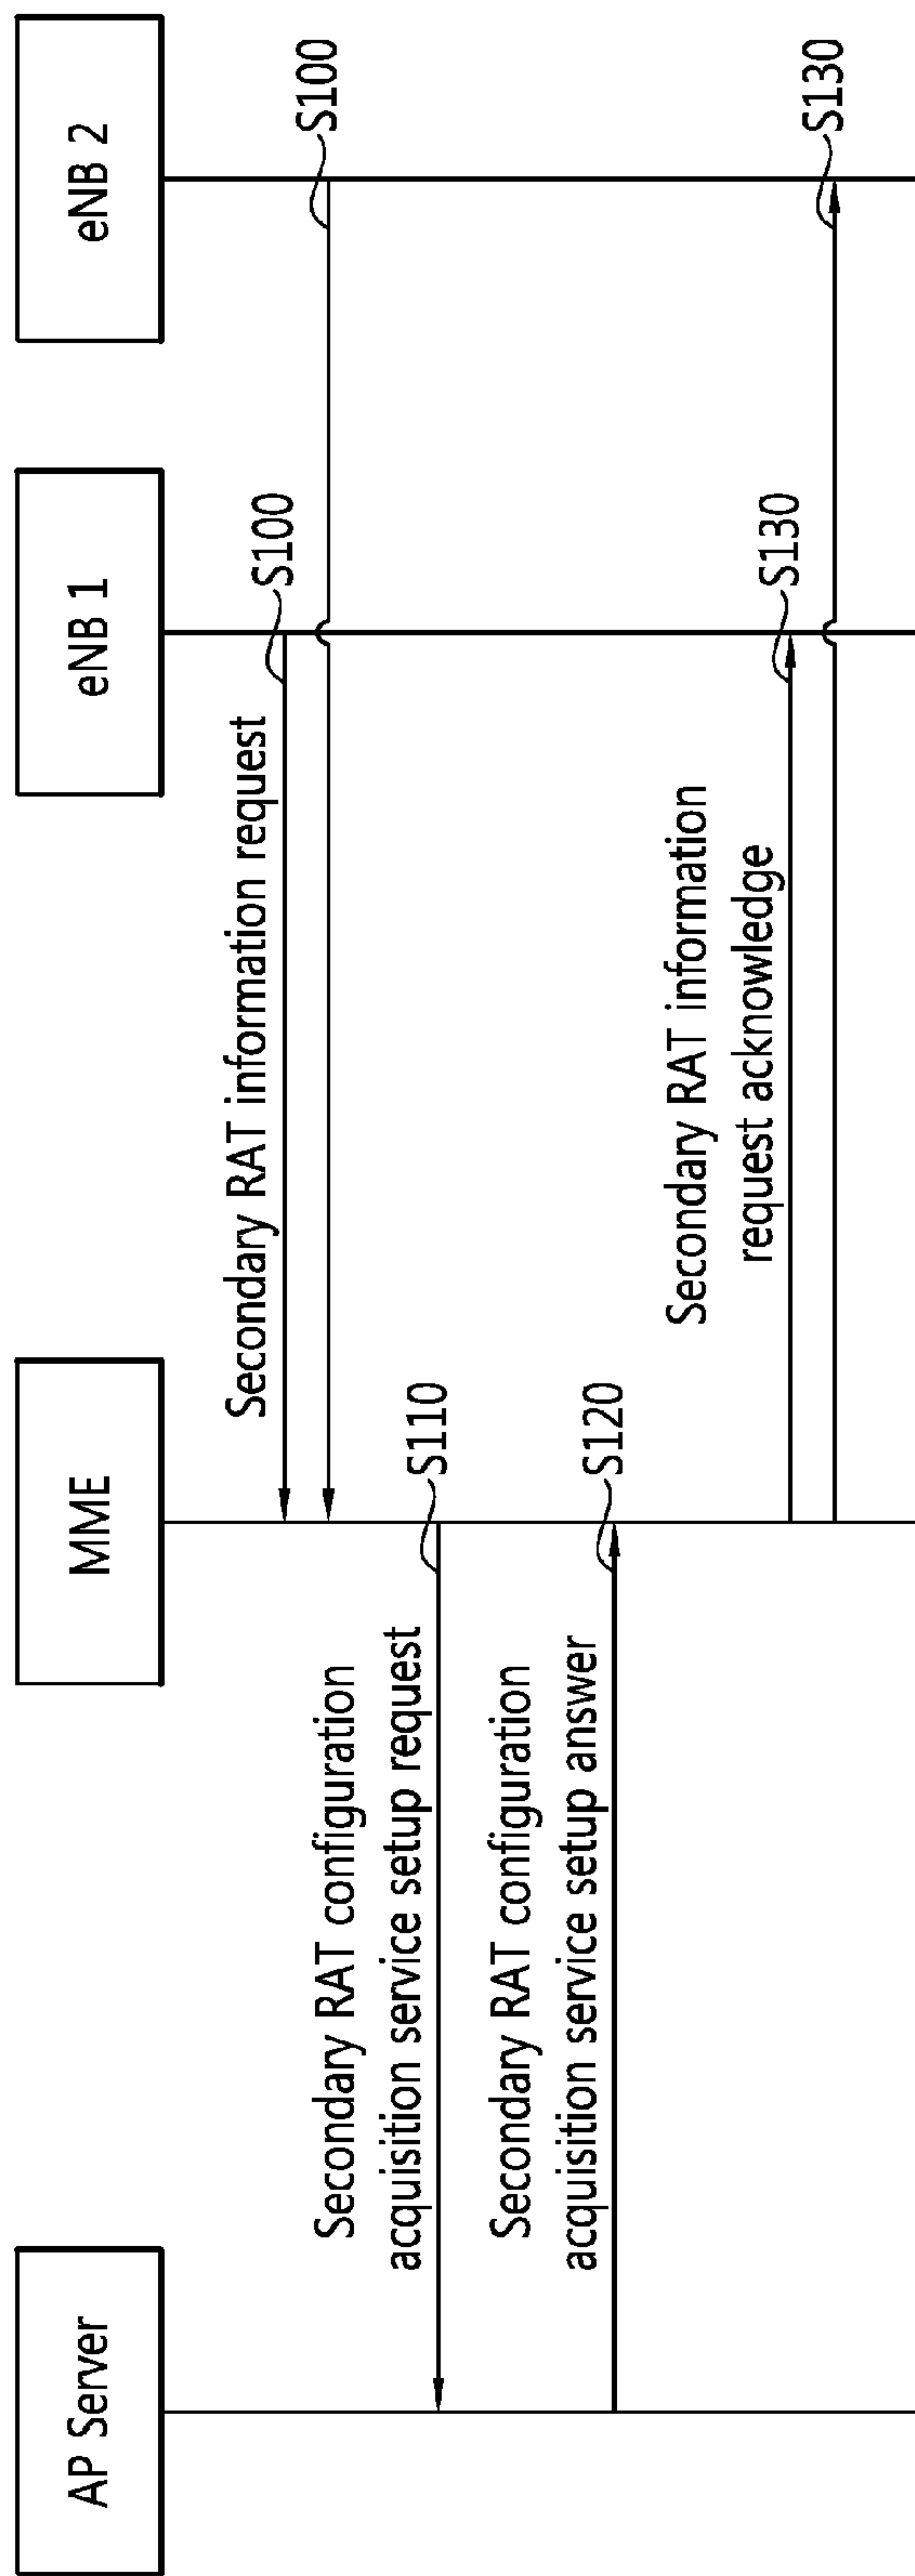 AP Server
MME
eNB 1
eNB 2
Secondary RAT information request
S100
S100
Secondary RAT configuration
acquisition service setup request
S110
Secondary RAT configuration
acquisition service setup answer
S120
Secondary RAT information
request acknowledge
S130
S130